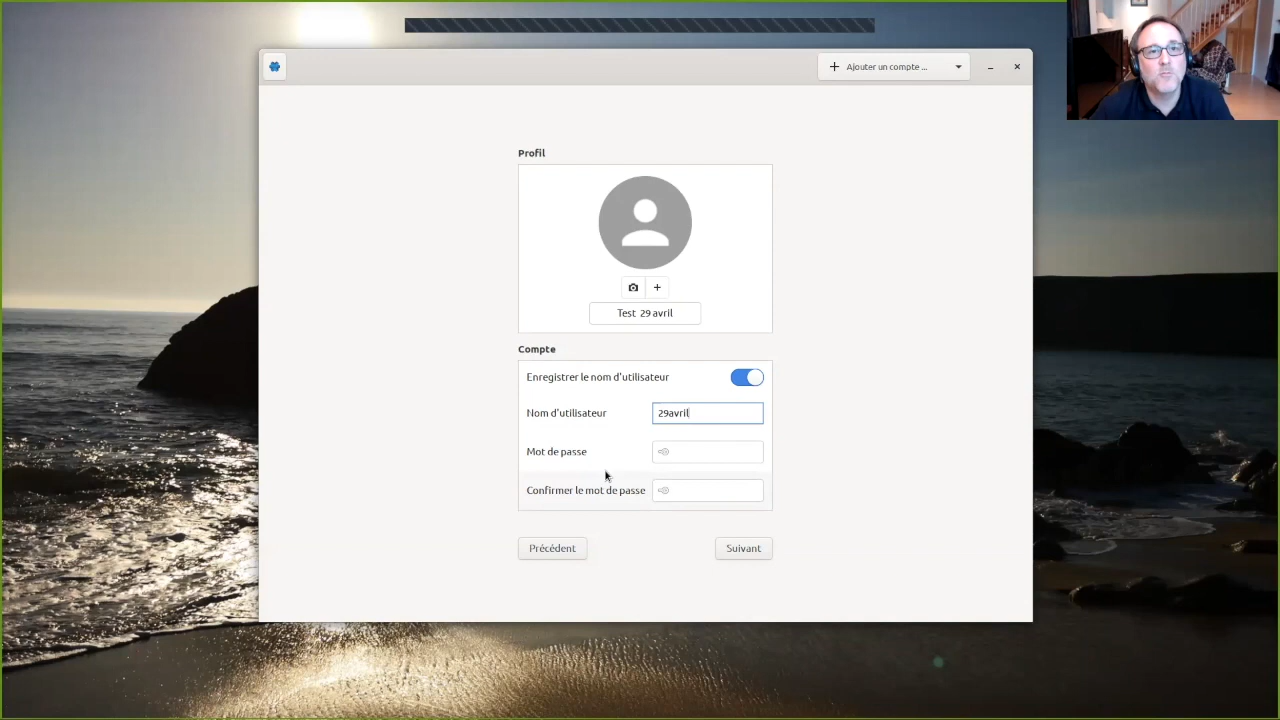 Ajouter un compte ...
Profil
Test 29 avril
Compte
Enregistrer le nom d'utilisateur
Nom d'utilisateur
29avril
Mot de passe
Confirmer le mot de passe
Précédent
Suivant